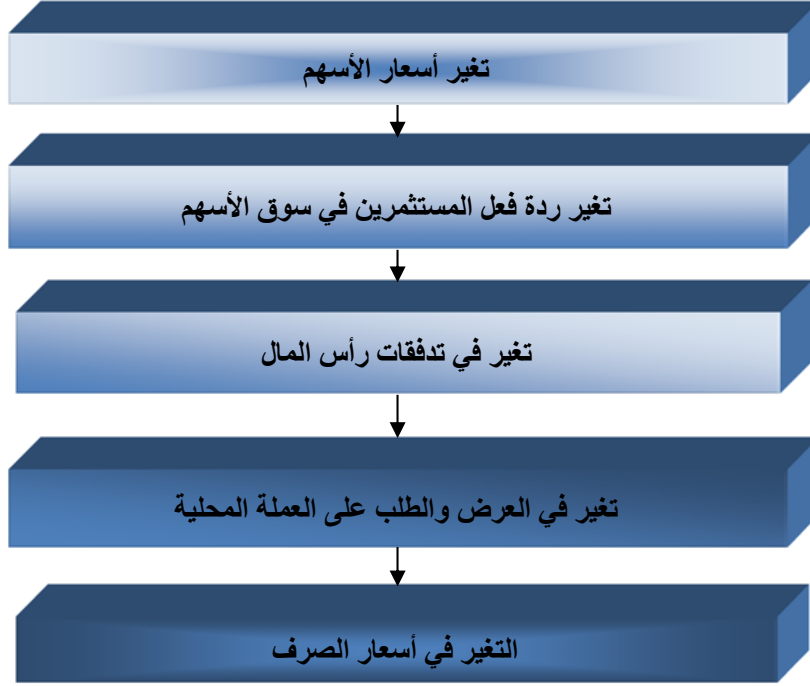 تغير أسعار الأسهم
تغير ردة فعل المستثمرين في سوق الأسهم
تغير في تدفقات رأس المال
تغير في العرض والطلب على العملة المحلية
التغير في أسعار الصرف